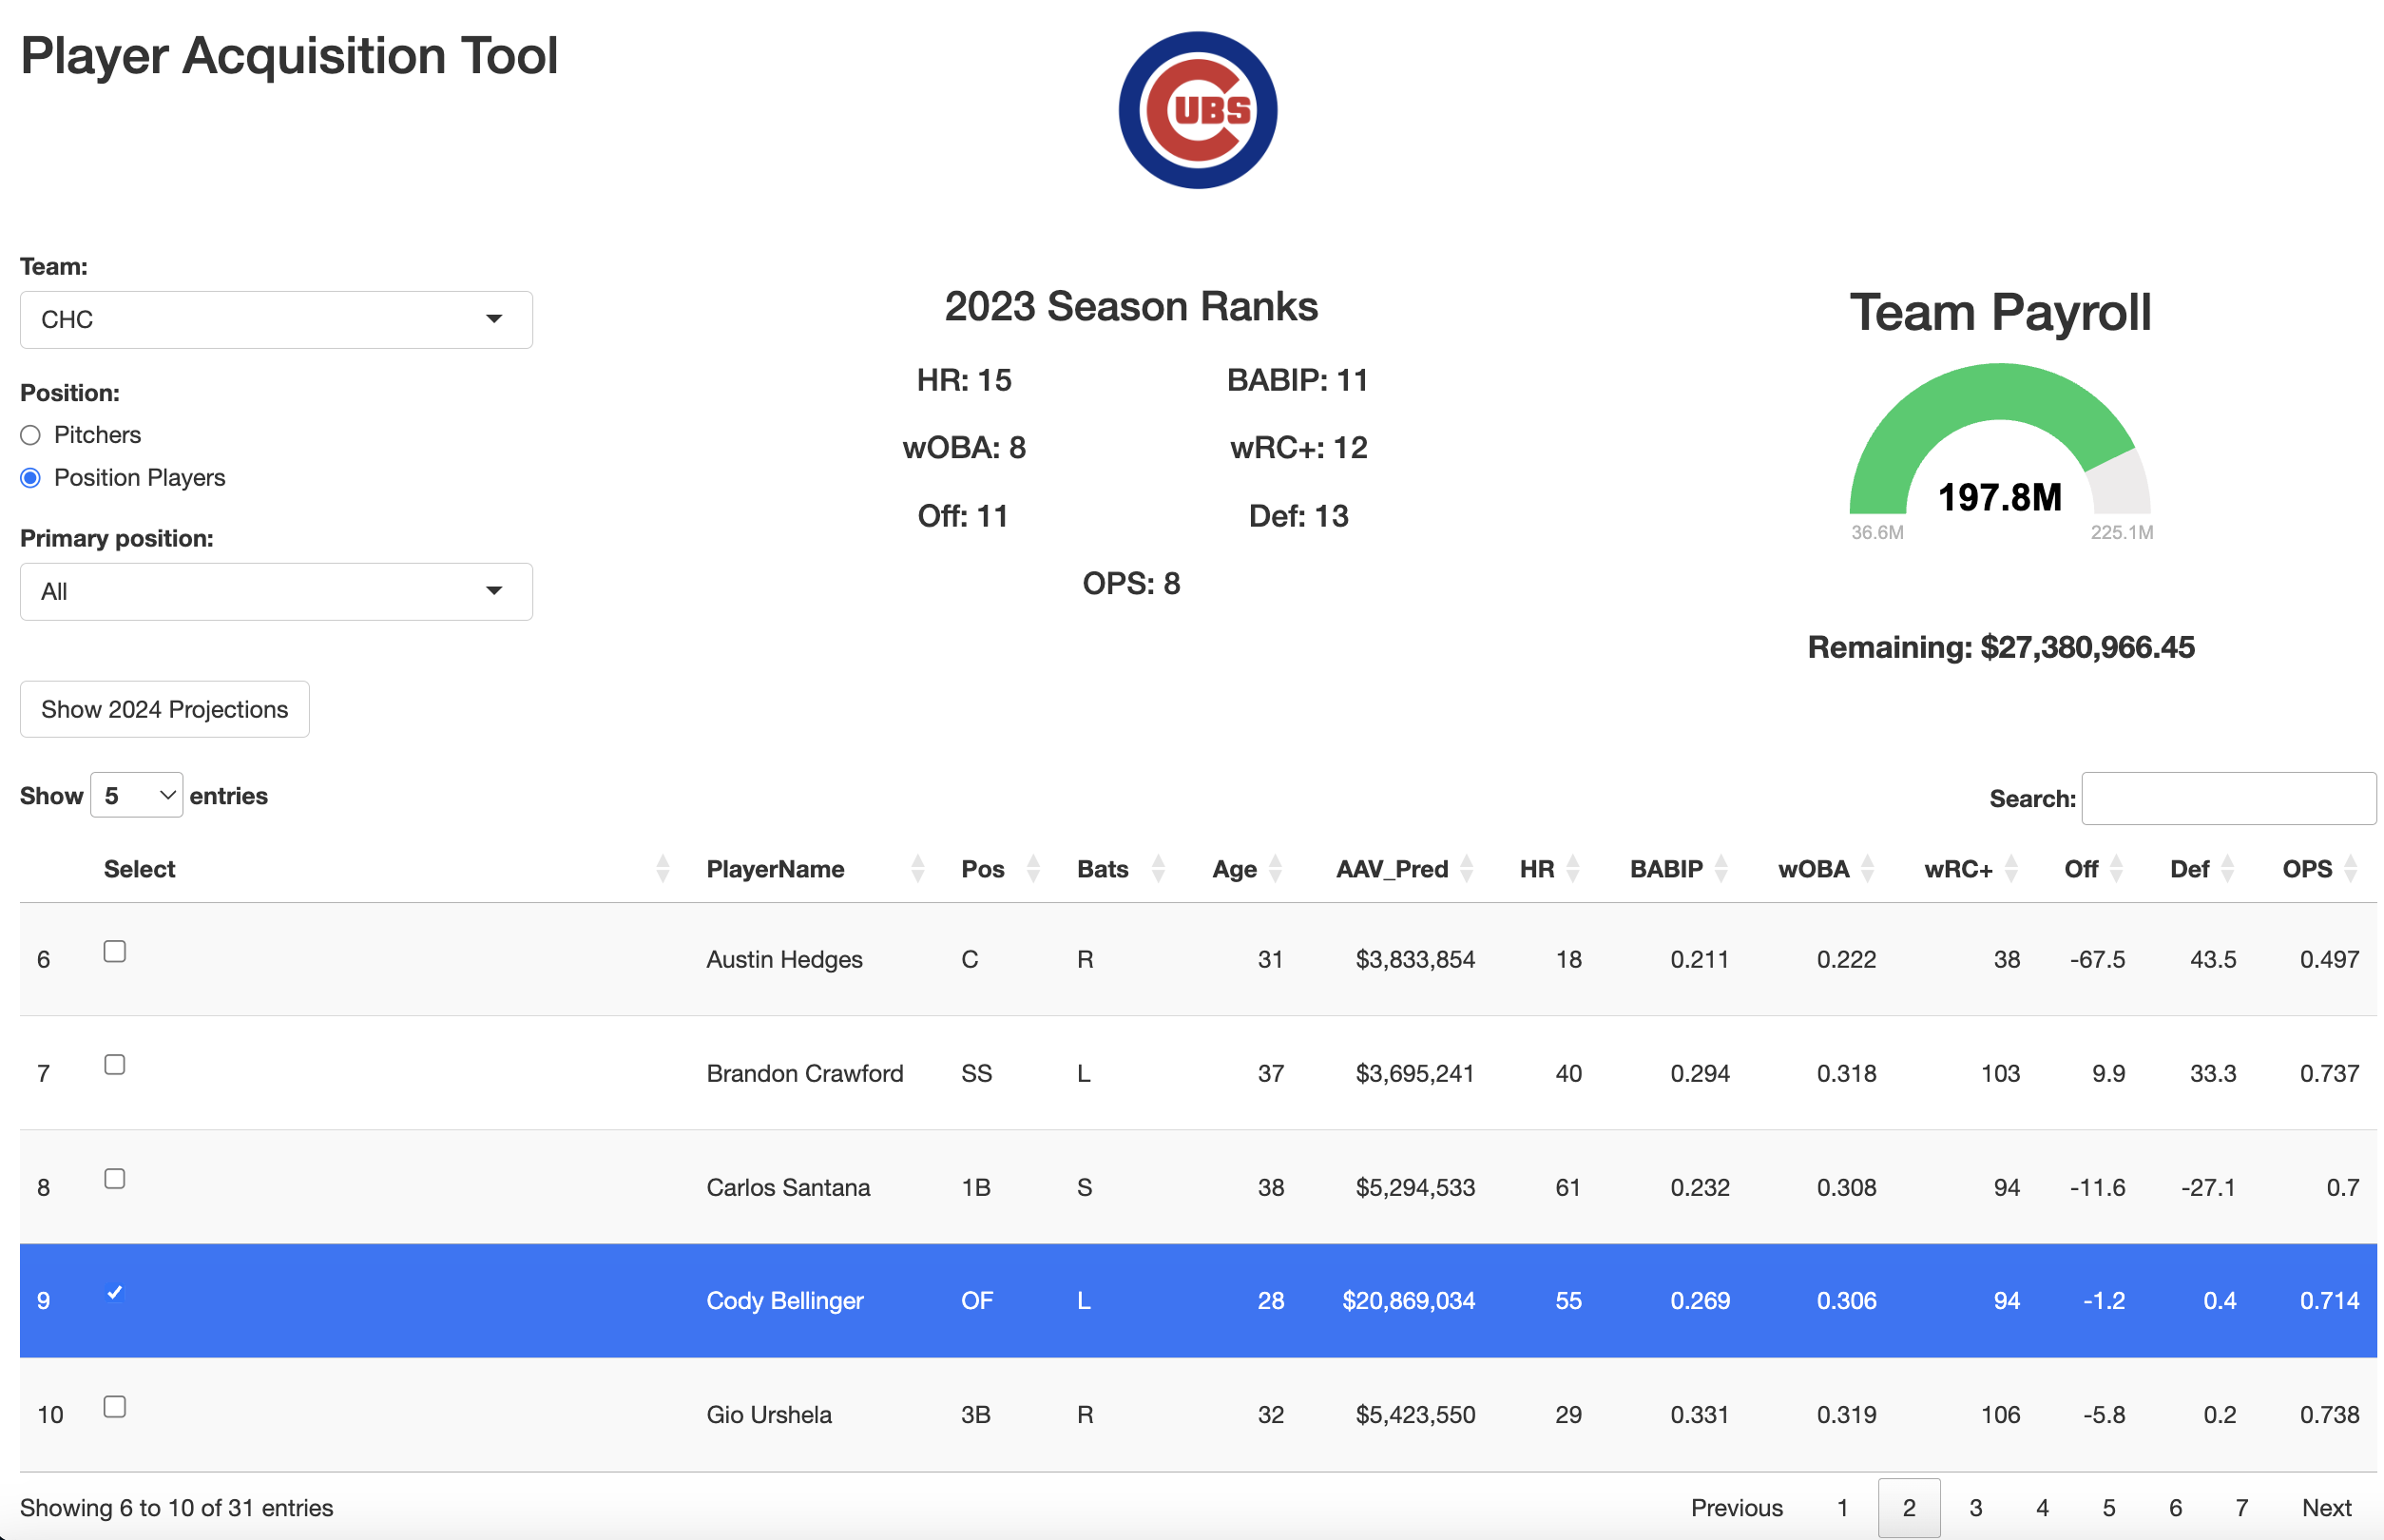 Player Acquisition Tool
CUBS
Team:
CHC
Position:
Pitchers
Position Players
Primary position:
All
Show 2024 Projections
2023 Season Ranks
HR: 15 BABIP: 11
wOBA: 8 wRC+: 12
Off: 11 Def: 13
OPS: 8
Team Payroll
197.8M
36.6M 225.1M
Remaining: $27,380,966.45
Show 5 entries
Search:
Select PlayerName Pos Bats Age AAV_Pred HR BABIP wOBA wRC+ Off Def OPS
6 Austin Hedges C R 31 $3,833,854 18 0.211 0.222 38 -67.5 43.5 0.497
7 Brandon Crawford SS L 37 $3,695,241 40 0.294 0.318 103 9.9 33.3 0.737
8 Carlos Santana 1B S 38 $5,294,533 61 0.232 0.308 94 -11.6 -27.1 0.7
9 Cody Bellinger OF L 28 $20,869,034 55 0.269 0.306 94 -1.2 0.4 0.714
10 Gio Urshela 3B R 32 $5,423,550 29 0.331 0.319 106 -5.8 0.2 0.738
Showing 6 to 10 of 31 entries
Previous 1 2 3 4 5 6 7 Next